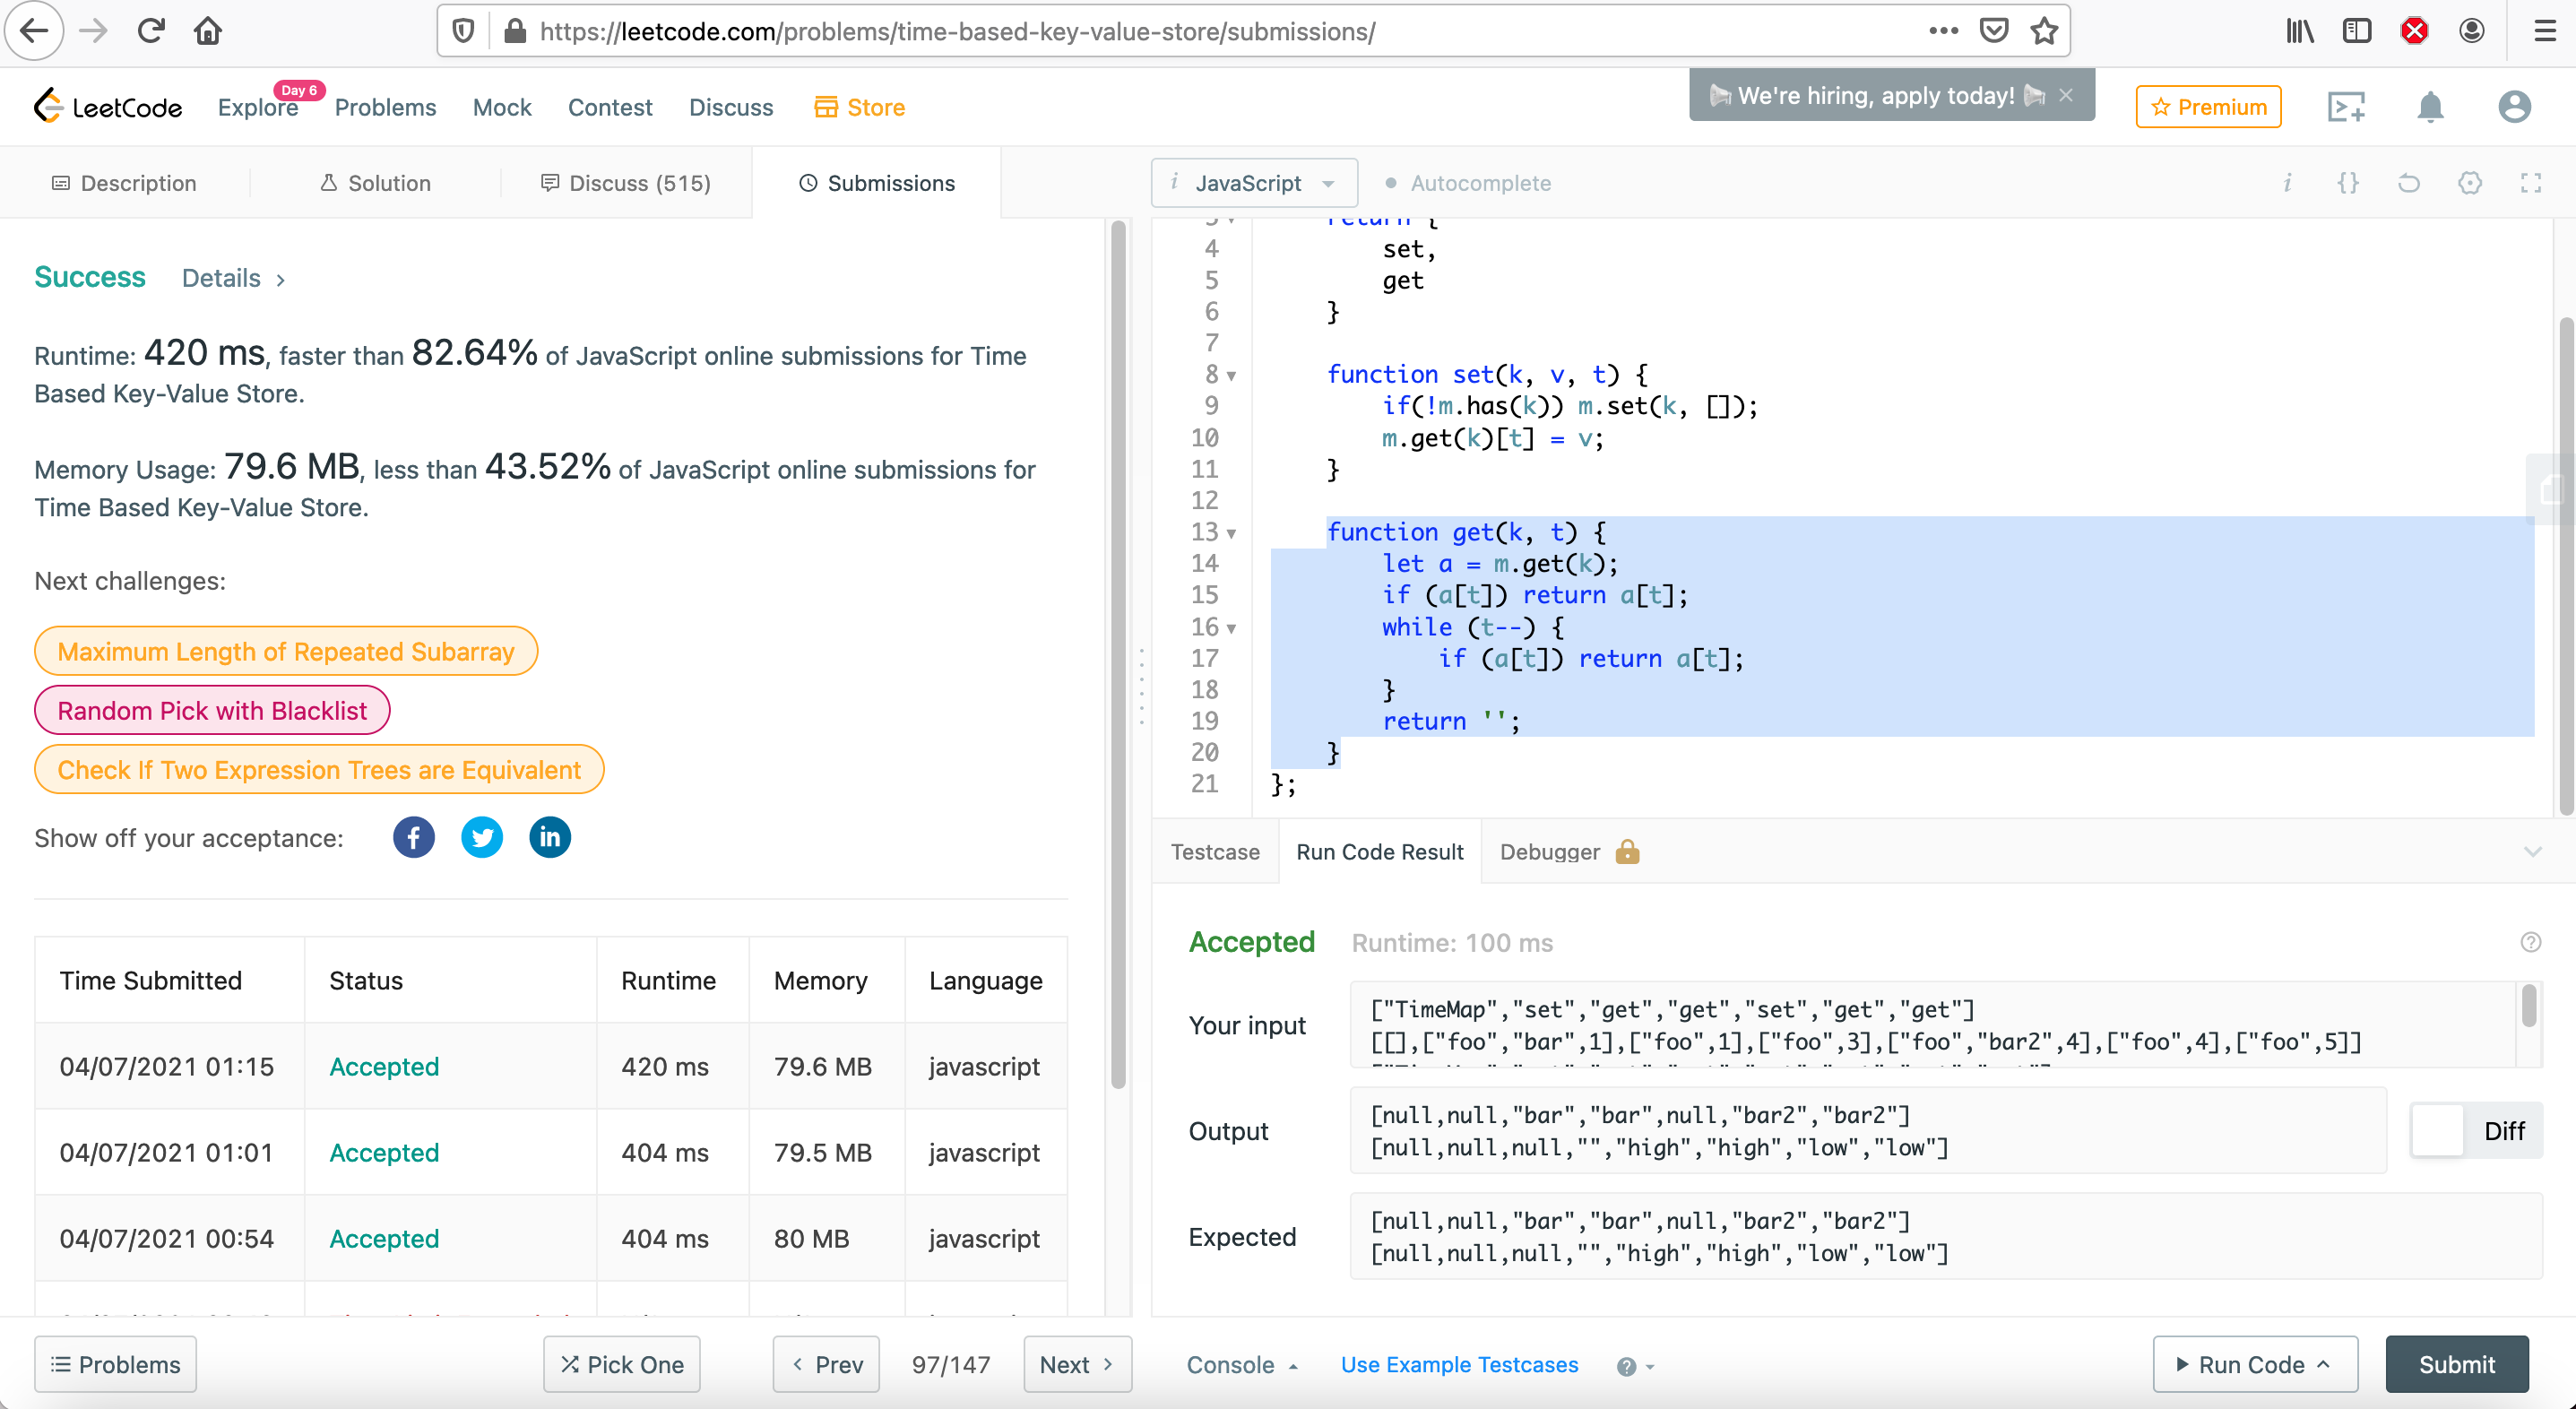 https://leetcode.com/problems/time-based-key-value-store/submissions/
LeetCode
Explore
Day 6
Problems
Mock
Contest
Discuss
Store
We're hiring, apply today!
Premium
Description
Solution
Discuss (515)
Submissions
i JavaScript
Autocomplete
Success Details >
Runtime: 420 ms, faster than 82.64% of JavaScript online submissions for Time
Based Key-Value Store.
Memory Usage: 79.6 MB, less than 43.52% of JavaScript online submissions for
Time Based Key-Value Store.
Next challenges:
Maximum Length of Repeated Subarray
Random Pick with Blacklist
Check If Two Expression Trees are Equivalent
Show off your acceptance:
Time Submitted Status Runtime Memory Language
04/07/2021 01:15 Accepted 420 ms 79.6 MB javascript
04/07/2021 01:01 Accepted 404 ms 79.5 MB javascript
04/07/2021 00:54 Accepted 404 ms 80 MB javascript
Problems
Pick One
< Prev
97/147
Next >
3 return {
4 set,
5 get
6 }
7
8 function set(k, v, t) {
9 if(!m.has(k)) m.set(k, []);
10 m.get(k)[t] = v;
11 }
12
13 function get(k, t) {
14 let a = m.get(k);
15 if (a[t]) return a[t];
16 while (t--) {
17 if (a[t]) return a[t];
18 }
19 return '';
20 }
21 };
Testcase
Run Code Result
Debugger
Accepted Runtime: 100 ms
Your input
["TimeMap","set","get","get","set","get","get"]
[[],["foo","bar",1],["foo",1],["foo",3],["foo","bar2",4],["foo",4],["foo",5]]
Output
[null,null,"bar","bar",null,"bar2","bar2"]
[null,null,null,"","high","high","low","low"]
Diff
Expected
[null,null,"bar","bar",null,"bar2","bar2"]
[null,null,null,"","high","high","low","low"]
Console
Use Example Testcases
Run Code
Submit